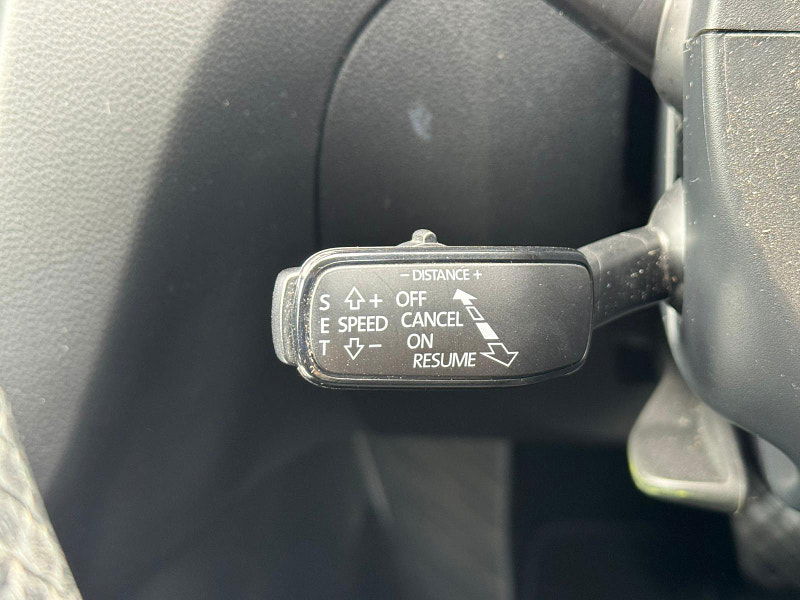 – DISTANCE +
S + OFF
E SPEED CANCEL
T – ON
RESUME